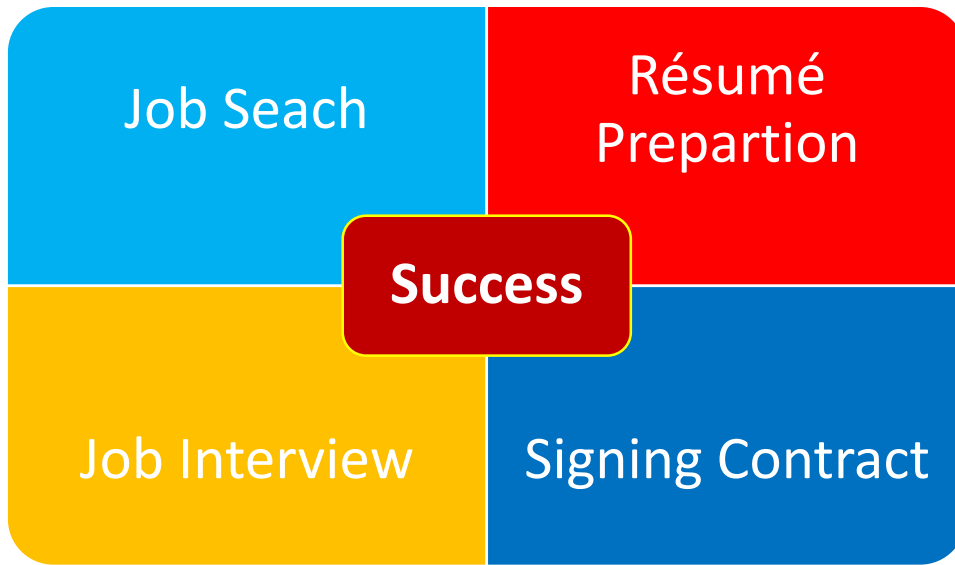 Job Seach
Résumé
Prepartion
Success
Job Interview
Signing Contract